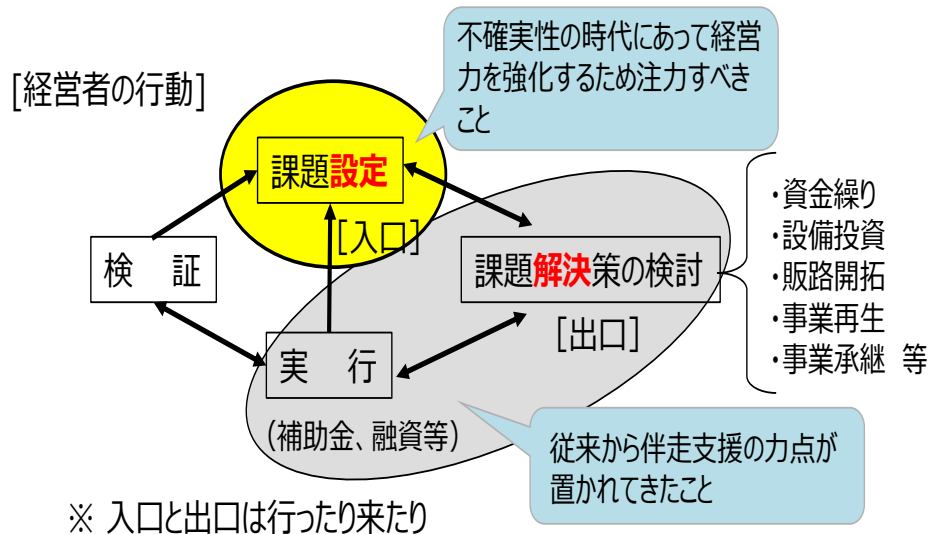 不確実性の時代にあって経営
力を強化するため注力すべき
こと
[経営者の行動]
課題設定
[入口]
検　証
課題解決策の検討
[出口]
・資金繰り
・設備投資
・販路開拓
・事業再生
・事業承継　等
実　行
(補助金、融資等)
従来から伴走支援の力点が
置かれてきたこと
※ 入口と出口は行ったり来たり